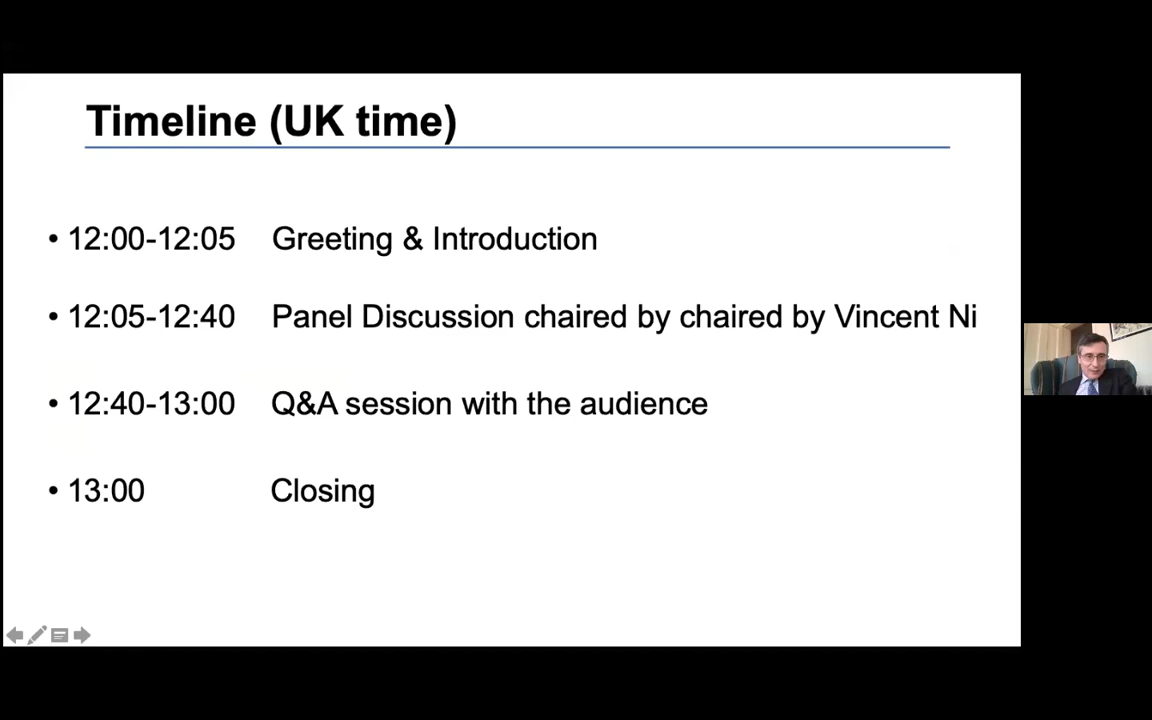 Timeline (UK time)
• 12:00-12:05 Greeting & Introduction
• 12:05-12:40 Panel Discussion chaired by chaired by Vincent Ni
• 12:40-13:00 Q&A session with the audience
• 13:00 Closing